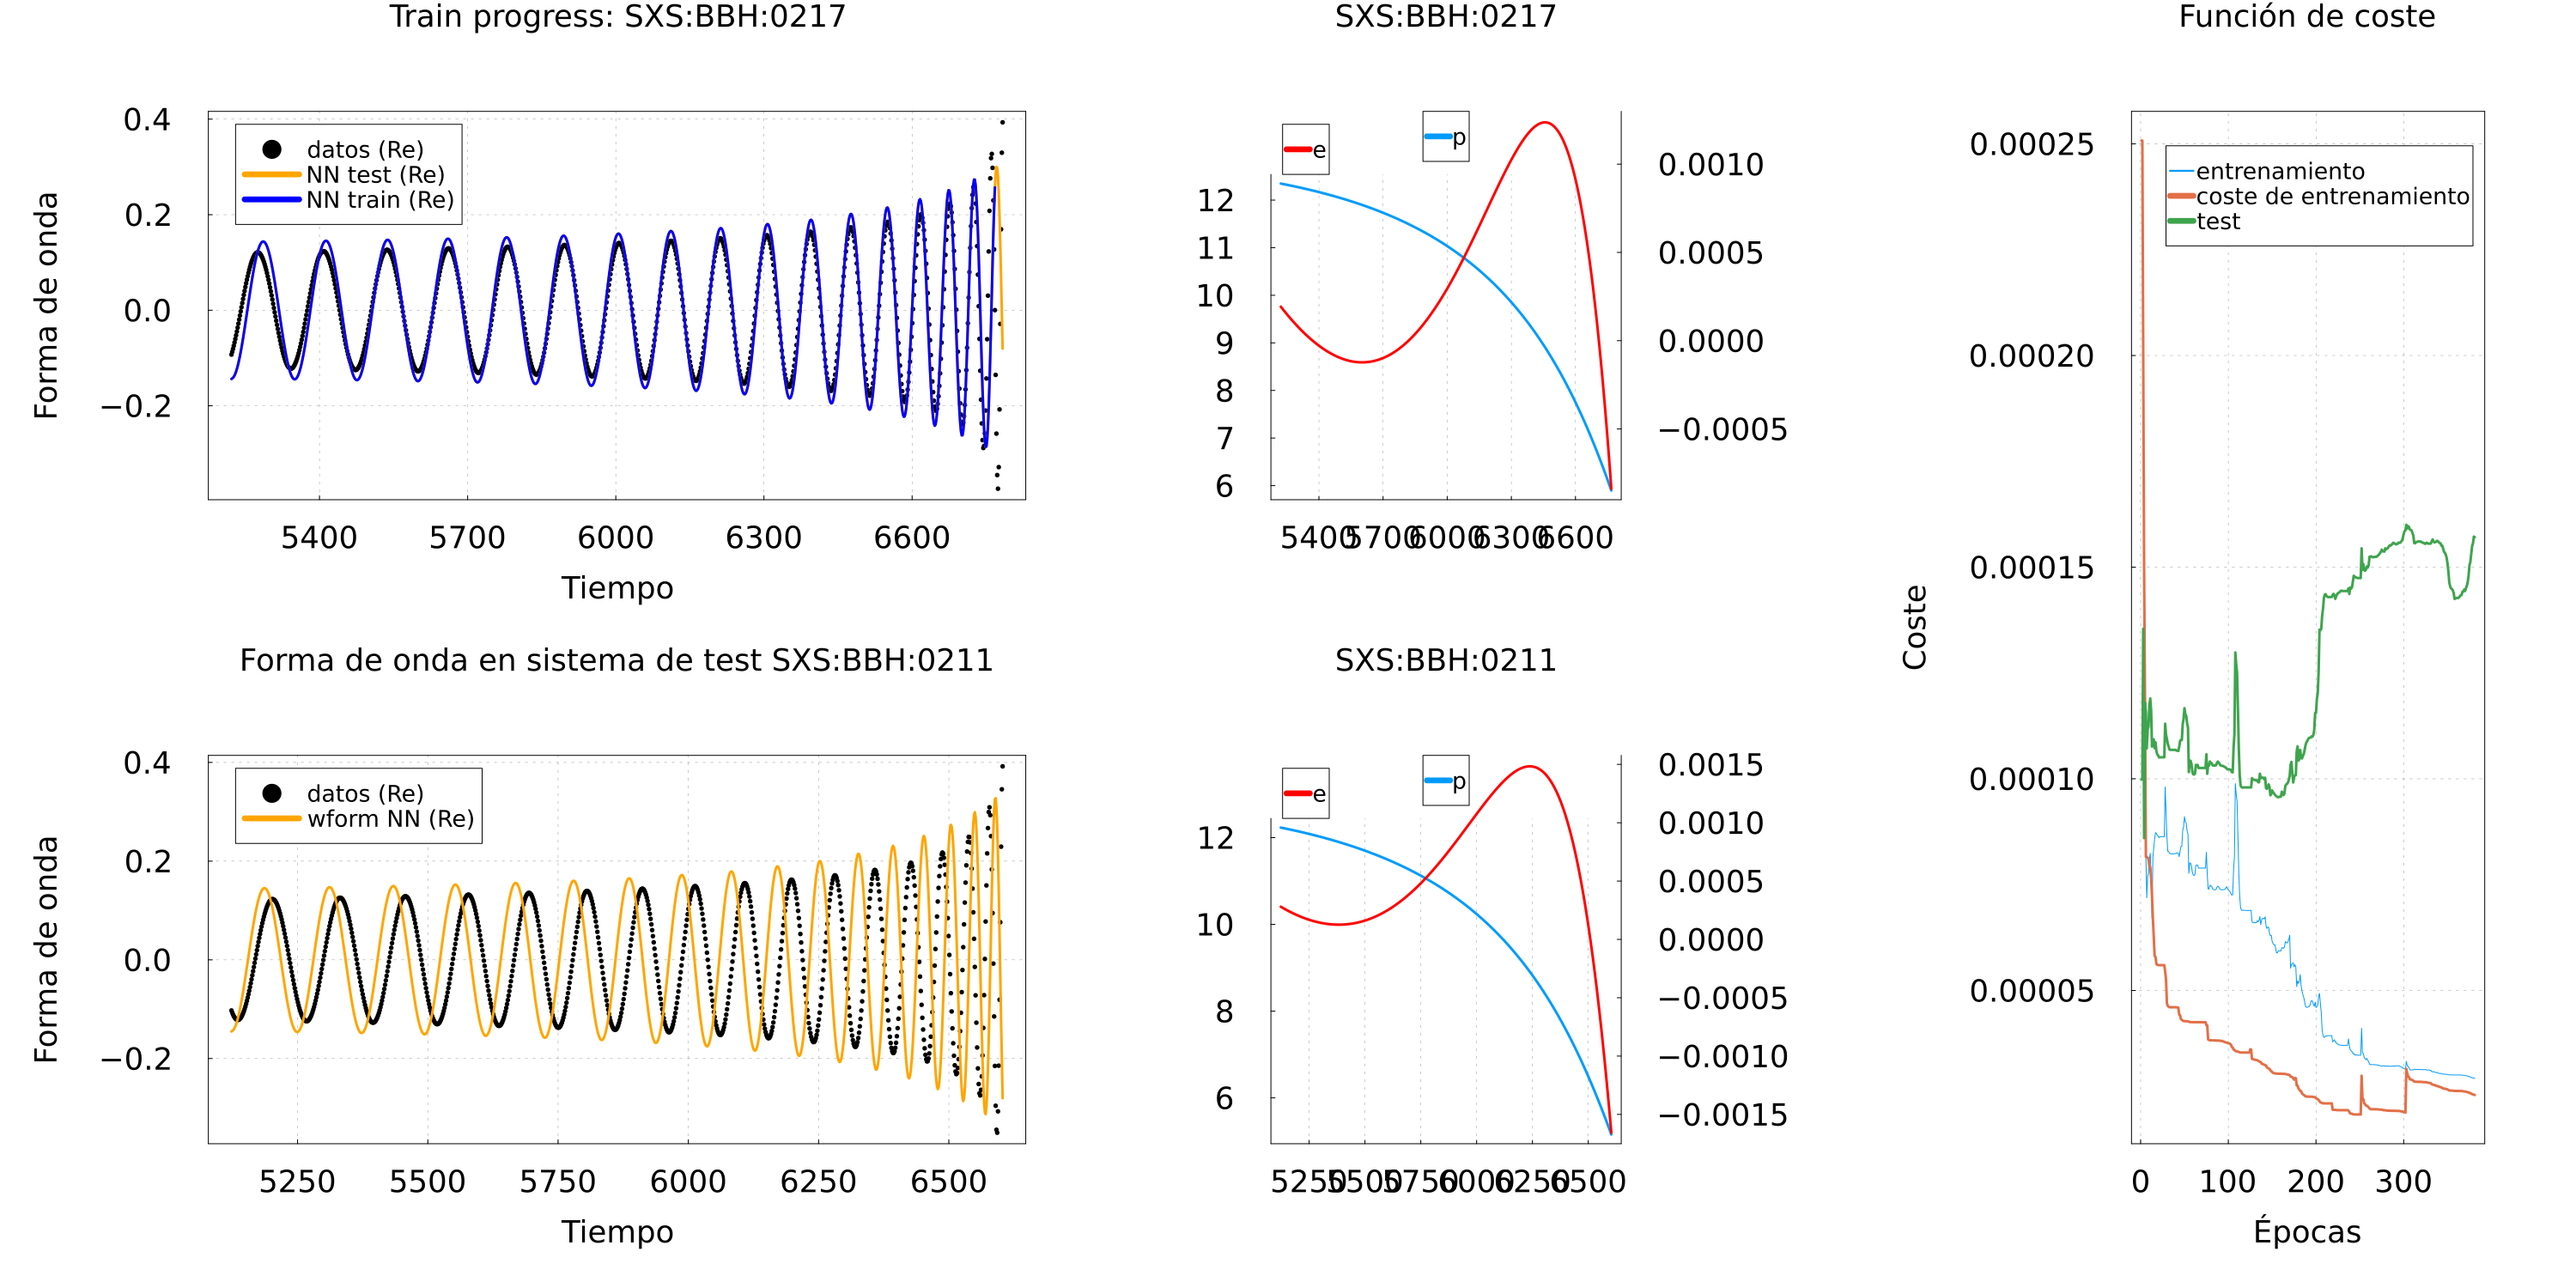 Train progress: SXS:BBH:0217
0.4
0.2
0.0
−0.2
Forma de onda
datos (Re)
NN test (Re)
NN train (Re)
5400 5700 6000 6300 6600
Tiempo
SXS:BBH:0217
e
p
12
11
10
9
8
7
6
0.0010
0.0005
0.0000
−0.0005
5400 5700 6000 6300 6600
Forma de onda en sistema de test SXS:BBH:0211
0.4
0.2
0.0
−0.2
Forma de onda
datos (Re)
wform NN (Re)
5250 5500 5750 6000 6250 6500
Tiempo
SXS:BBH:0211
e
p
12
10
8
6
0.0015
0.0010
0.0005
0.0000
−0.0005
−0.0010
−0.0015
5250 5500 5750 6000 6250 6500
Función de coste
0.00025
0.00020
0.00015
0.00010
0.00005
Coste
entrenamiento
coste de entrenamiento
test
0 100 200 300
Épocas